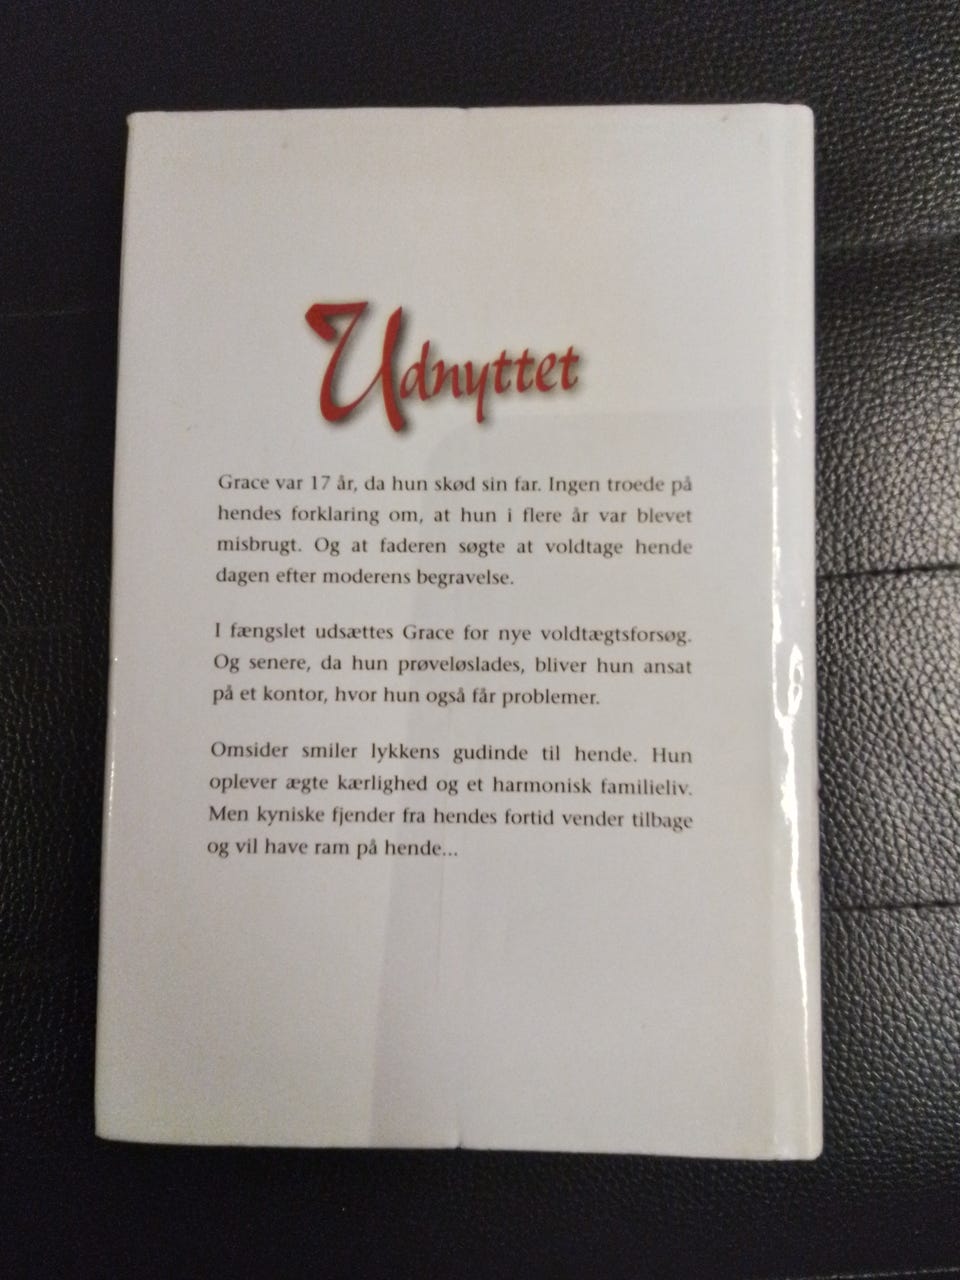 Udnyttet
Grace var 17 år, da hun skød sin far. Ingen troede på
hendes forklaring om, at hun i flere år var blevet
misbrugt. Og at faderen søgte at voldtage hende
dagen efter moderens begravelse.
I fængslet udsættes Grace for nye voldtægtsforsøg.
Og senere, da hun prøveløslades, bliver hun ansat
på et kontor, hvor hun også får problemer.
Omsider smiler lykkens gudinde til hende. Hun
oplever ægte kærlighed og et harmonisk familieliv.
Men kyniske fjender fra hendes fortid vender tilbage
og vil have ram på hende...